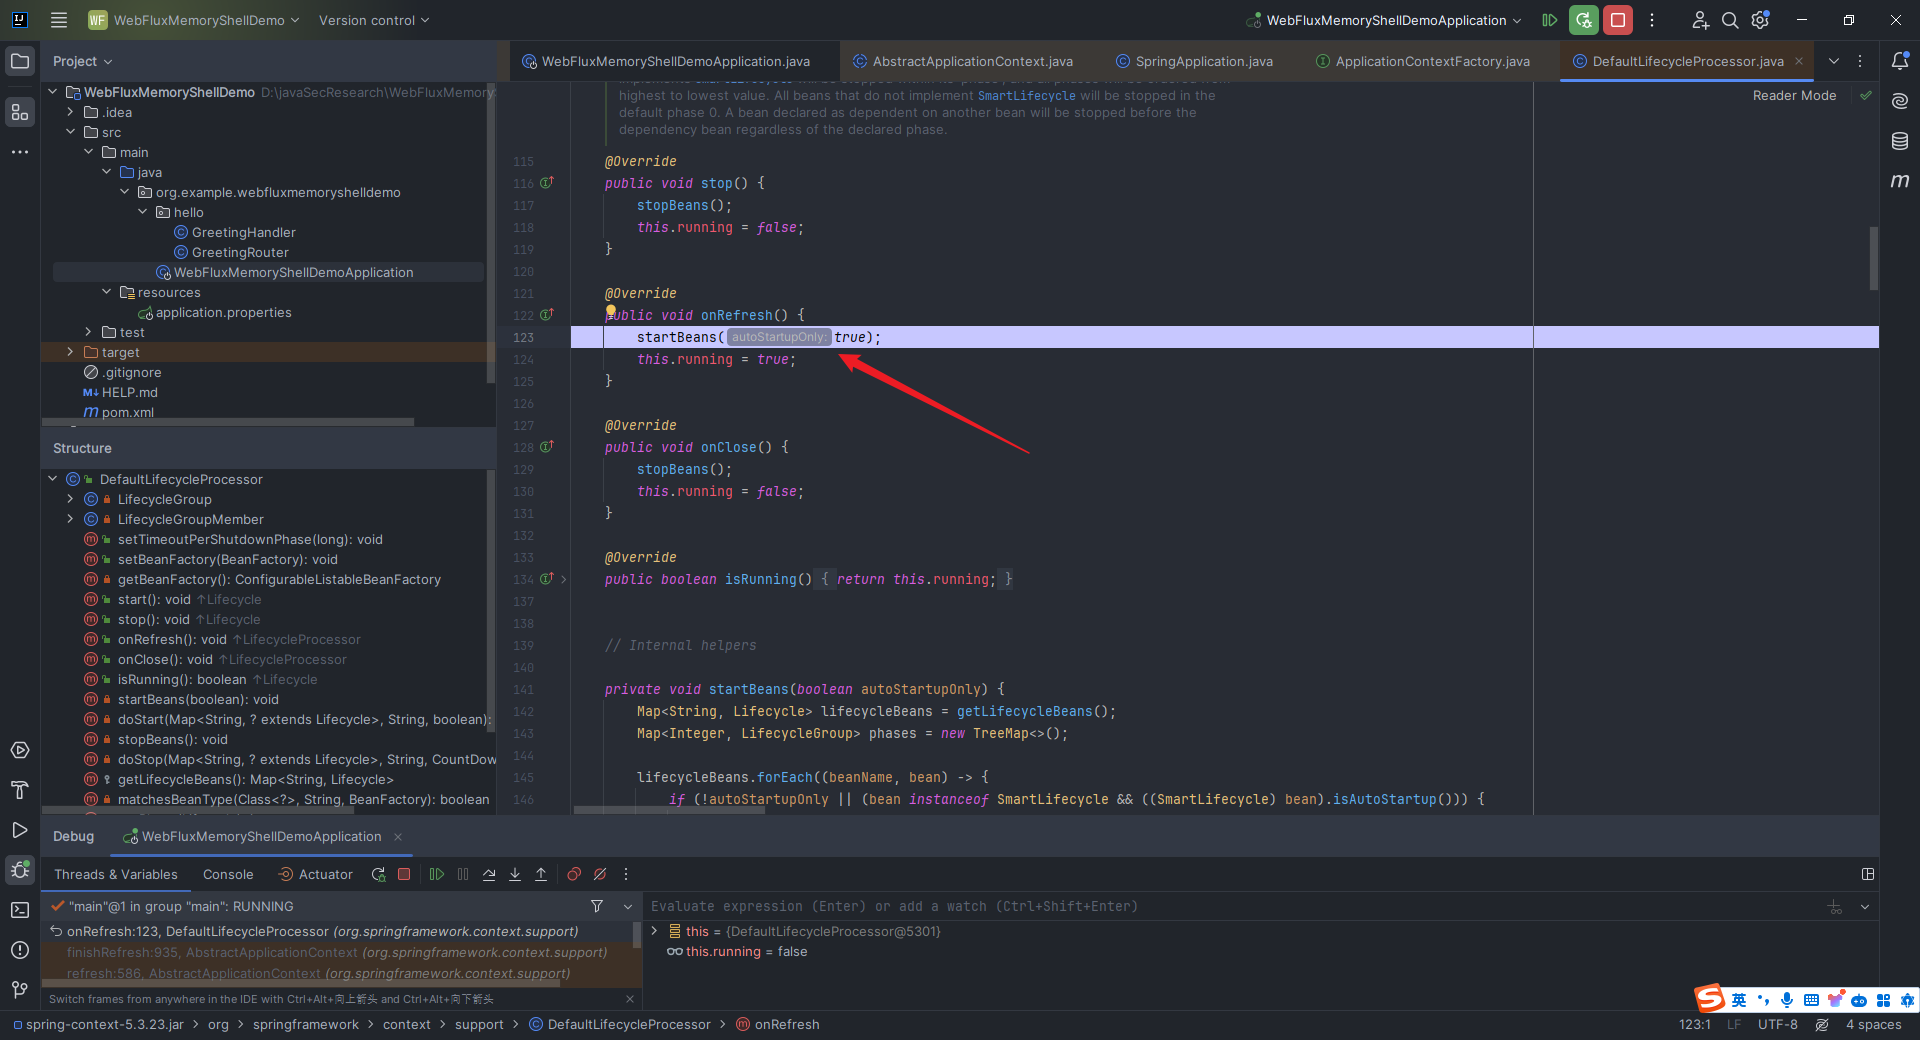 WF WebFluxMemoryShellDemo Version control WebFluxMemoryShellDemoApplication
Project
WebFluxMemoryShellDemoApplication.java AbstractApplicationContext.java SpringApplication.java ApplicationContextFactory.java DefaultLifecycleProcessor.java
WebFluxMemoryShellDemo D:\javaSecResearch\WebFluxMemoryS
.idea
src
main
java
org.example.webfluxmemoryshelldemo
hello
GreetingHandler
GreetingRouter
WebFluxMemoryShellDemoApplication
resources
application.properties
test
target
.gitignore
M↓ HELP.md
m pom.xml
Structure
DefaultLifecycleProcessor
LifecycleGroup
LifecycleGroupMember
setTimeoutPerShutdownPhase(long): void
setBeanFactory(BeanFactory): void
getBeanFactory(): ConfigurableListableBeanFactory
start(): void ↑Lifecycle
stop(): void ↑Lifecycle
onRefresh(): void ↑LifecycleProcessor
onClose(): void ↑LifecycleProcessor
isRunning(): boolean ↑Lifecycle
startBeans(boolean): void
doStart(Map<String, ? extends Lifecycle>, String, boolean):
stopBeans(): void
doStop(Map<String, ? extends Lifecycle>, String, CountDow
getLifecycleBeans(): Map<String, Lifecycle>
matchesBeanType(Class<?>, String, BeanFactory): boolean
Reader Mode
highest to lowest value. All beans that do not implement SmartLifecycle will be stopped in the
default phase 0. A bean declared as dependent on another bean will be stopped before the
dependency bean regardless of the declared phase.
115 @Override
116 public void stop() {
117 stopBeans();
118 this.running = false;
119 }
120
121 @Override
122 public void onRefresh() {
123 startBeans( autoStartupOnly: true);
124 this.running = true;
125 }
126
127 @Override
128 public void onClose() {
129 stopBeans();
130 this.running = false;
131 }
132
133 @Override
134 public boolean isRunning() { return this.running; }
137
138
139 // Internal helpers
140
141 private void startBeans(boolean autoStartupOnly) {
142 Map<String, Lifecycle> lifecycleBeans = getLifecycleBeans();
143 Map<Integer, LifecycleGroup> phases = new TreeMap<>();
144
145 lifecycleBeans.forEach((beanName, bean) -> {
146 if (!autoStartupOnly || (bean instanceof SmartLifecycle && ((SmartLifecycle) bean).isAutoStartup())) {
Debug WebFluxMemoryShellDemoApplication
Threads & Variables Console Actuator
"main"@1 in group "main": RUNNING
onRefresh:123, DefaultLifecycleProcessor (org.springframework.context.support)
finishRefresh:935, AbstractApplicationContext (org.springframework.context.support)
refresh:586, AbstractApplicationContext (org.springframework.context.support)
Switch frames from anywhere in the IDE with Ctrl+Alt+向上箭头 and Ctrl+Alt+向下箭头
Evaluate expression (Enter) or add a watch (Ctrl+Shift+Enter)
this = {DefaultLifecycleProcessor@5301}
this.running = false
英
spring-context-5.3.23.jar org springframework context support DefaultLifecycleProcessor onRefresh
123:1 LF UTF-8 4 spaces